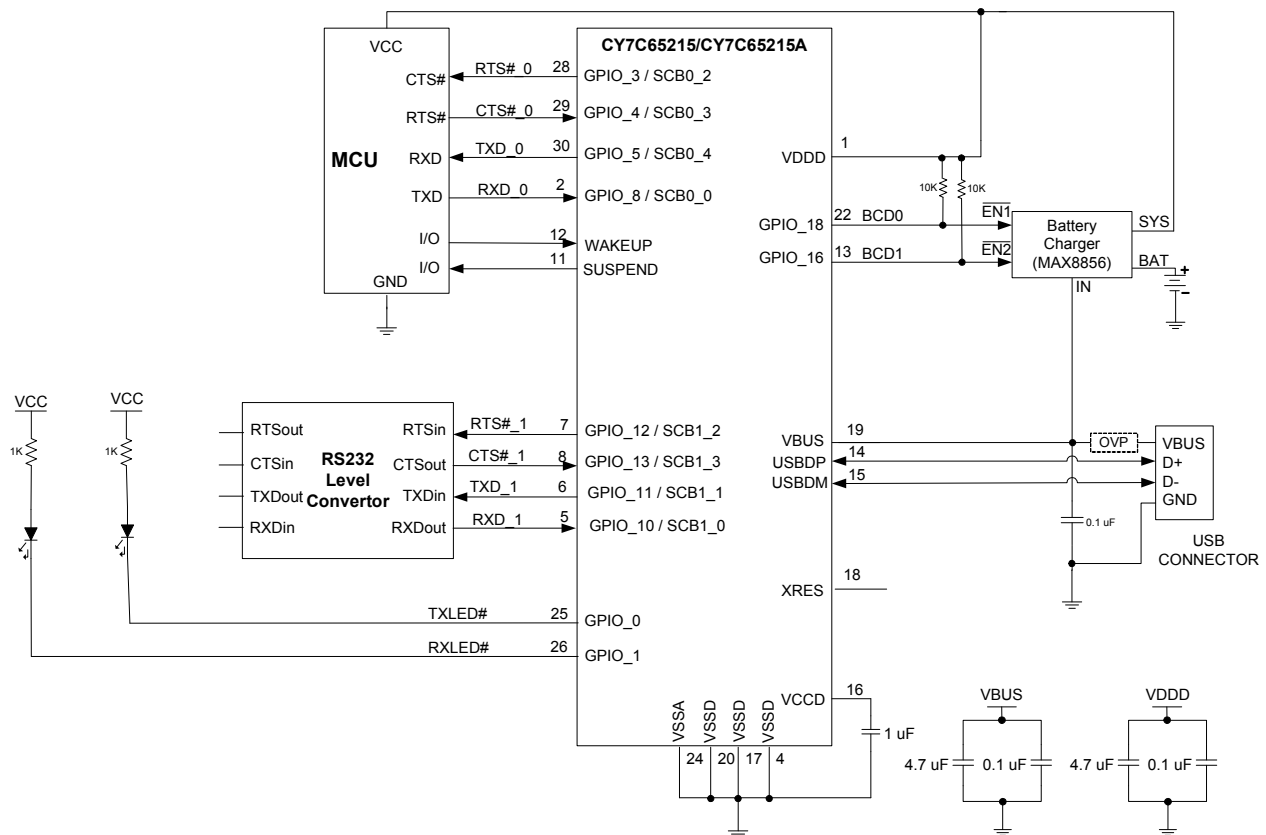 CY7C65215/CY7C65215A
VCC
CTS#
RTS#
MCU
RXD
TXD
I/O
I/O
GND
RTS#_0
28
GPIO_3 / SCB0_2
CTS#_0
29
GPIO_4 / SCB0_3
TXD_0
30
GPIO_5 / SCB0_4
RXD_0
2
GPIO_8 / SCB0_0
12
WAKEUP
11
SUSPEND
VDDD
1
10K
10K
GPIO_18
22
BCD0
EN1
GPIO_16
13
BCD1
EN2
Battery
Charger
(MAX8856)
SYS
BAT
IN
+
-
VCC
1K
VCC
1K
RTSout
CTSin
TXDout
RXDin
RS232
Level
Convertor
RTSin
CTSout
TXDin
RXDout
RTS#_1
7
GPIO_12 / SCB1_2
CTS#_1
8
GPIO_13 / SCB1_3
TXD_1
6
GPIO_11 / SCB1_1
RXD_1
5
GPIO_10 / SCB1_0
VBUS
19
USBDP
14
USBDM
15
OVP
VBUS
D+
D-
GND
USB
CONNECTOR
0.1 uF
XRES
18
TXLED#
25
GPIO_0
RXLED#
26
GPIO_1
VCCD
16
1 uF
VSSA
VSSD
VSSD
VSSD
24
20
17
4
VBUS
4.7 uF
0.1 uF
VDDD
4.7 uF
0.1 uF